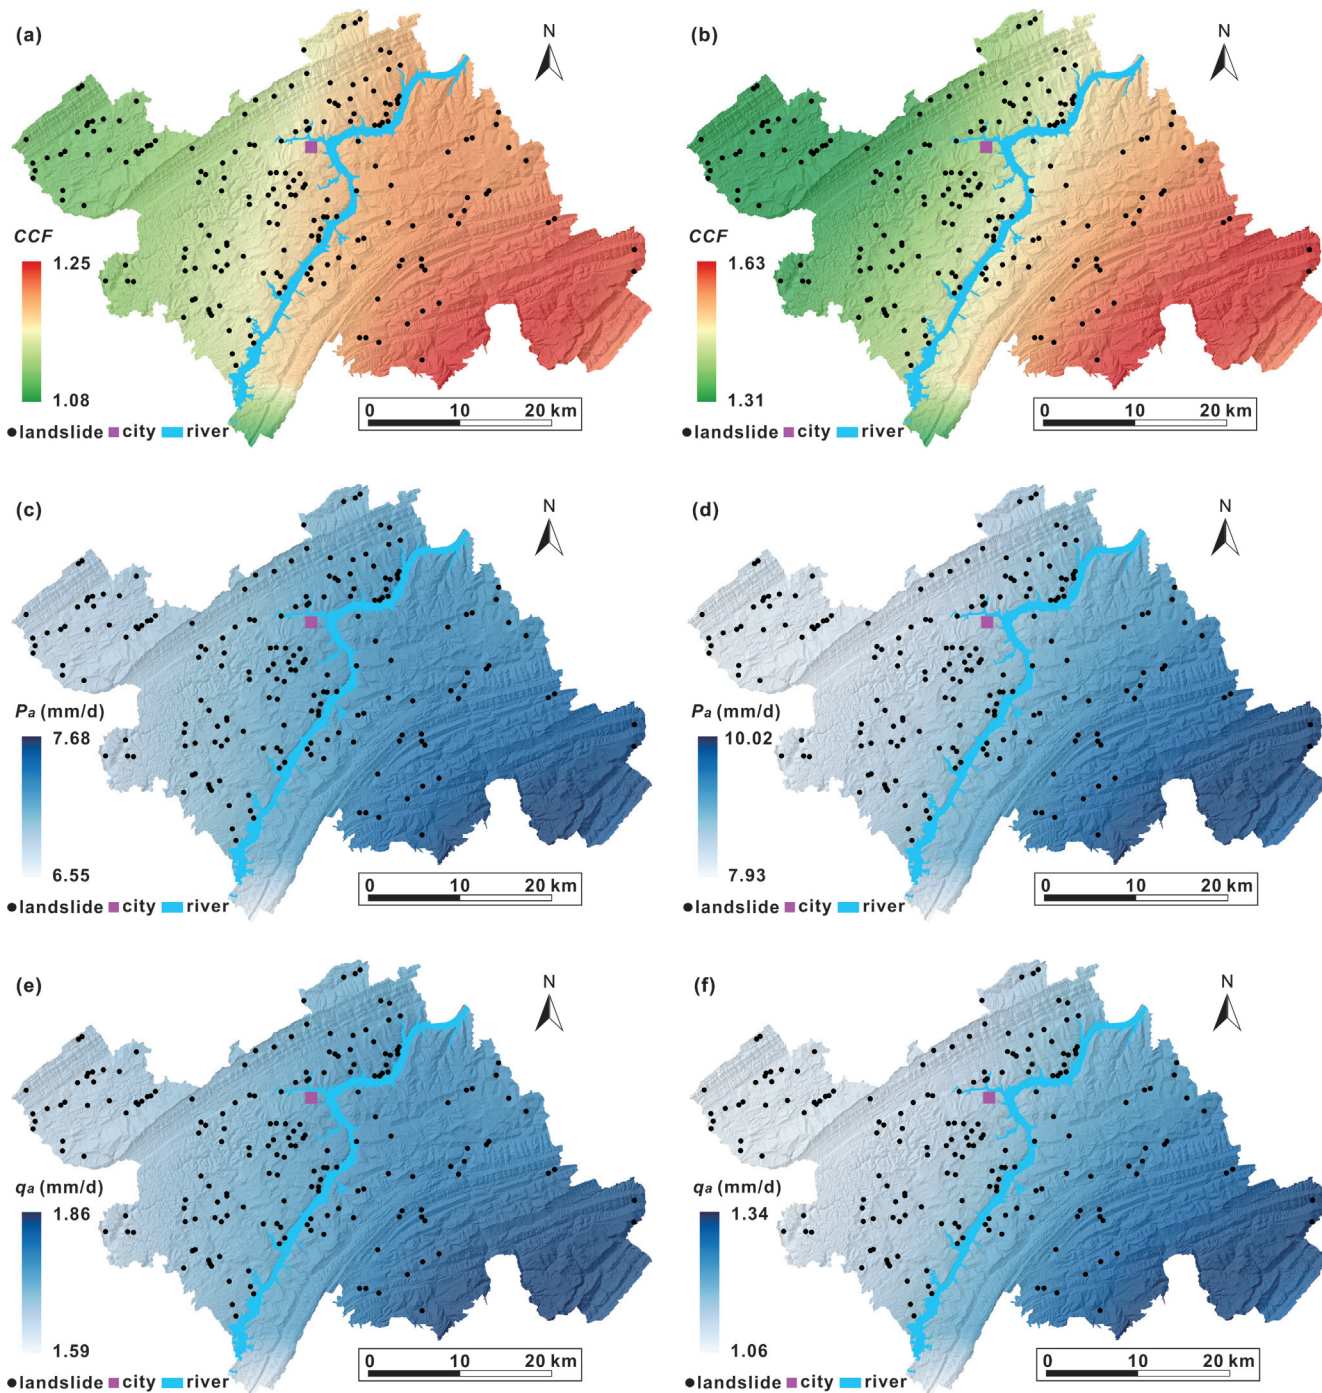 (a)
N
CCF
1.25
1.08
0 10 20 km
landslide city river
(b)
N
CCF
1.63
1.31
0 10 20 km
landslide city river
(c)
N
Pa (mm/d)
7.68
6.55
0 10 20 km
landslide city river
(d)
N
Pa (mm/d)
10.02
7.93
0 10 20 km
landslide city river
(e)
N
qa (mm/d)
1.86
1.59
0 10 20 km
landslide city river
(f)
N
qa (mm/d)
1.34
1.06
0 10 20 km
landslide city river